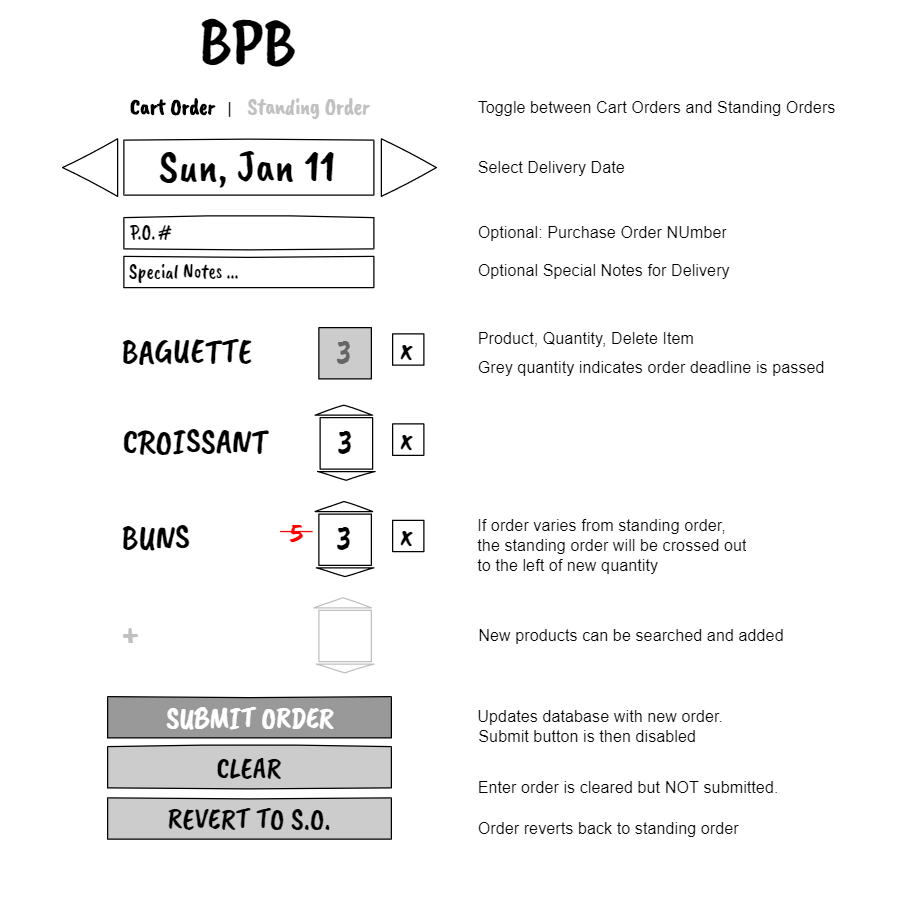 BPB
Cart Order | Standing Order
Toggle between Cart Orders and Standing Orders
Sun, Jan 11
Select Delivery Date
P.O. #
Optional: Purchase Order NUmber
Special Notes ...
Optional Special Notes for Delivery
BAGUETTE 3 x
Product, Quantity, Delete Item
Grey quantity indicates order deadline is passed
CROISSANT 3 x
BUNS 5 3 x
If order varies from standing order,
the standing order will be crossed out
to the left of new quantity
+
New products can be searched and added
SUBMIT ORDER
Updates database with new order.
Submit button is then disabled
CLEAR
Enter order is cleared but NOT submitted.
REVERT TO S.O.
Order reverts back to standing order